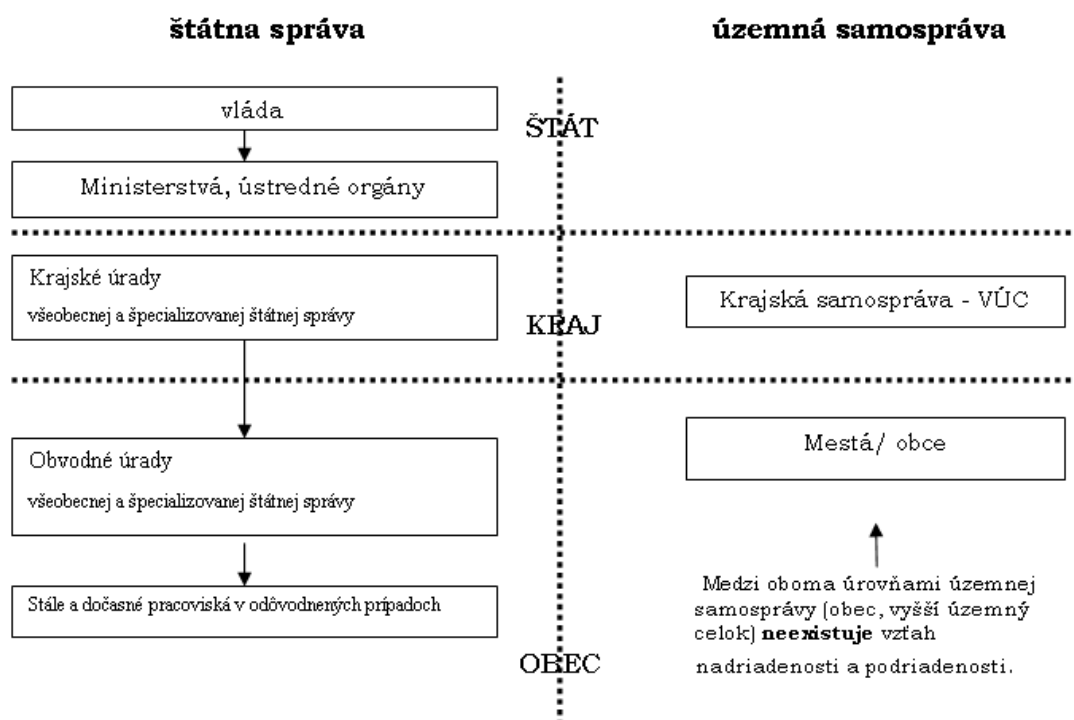 štátna správa
územná samospráva
vláda
ŠTÁT
Ministerstvá, ústredné orgány
Krajské úrady
všeobecnej a špecializovanej štátnej správy
KRAJ
Krajská samospráva - VÚC
Obvodné úrady
všeobecnej a špecializovanej štátnej správy
Mestá/ obce
Stále a dočasné pracoviská v odôvodnených prípadoch
Medzi oboma úrovňami územnej
samosprávy (obec, vyšší územný
celok) neexistuje vzťah
nadriadenosti a podriadenosti.
OBEC